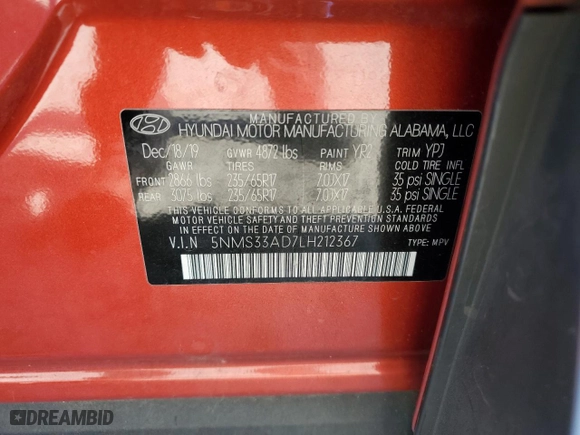 MANUFACTURED BY
HYUNDAI MOTOR MANUFACTURING ALABAMA, LLC
Dec/18/19 GVWR 4872 lbs PAINT YP2 TRIM YPJ
GAWR TIRES RIMS COLD TIRE INFL
FRONT 2866 lbs 235/65R17 7.0JX17 35 psi SINGLE
REAR 3075 lbs 235/65R17 7.0JX17 35 psi SINGLE
THIS VEHICLE CONFORMS TO ALL APPLICABLE U.S.A. FEDERAL
MOTOR VEHICLE SAFETY AND THEFT PREVENTION STANDARDS
IN EFFECT ON THE DATE OF MANUFACTURE SHOWN ABOVE
V.I.N 5NMS33AD7LH212367 TYPE: MPV
DREAMBID